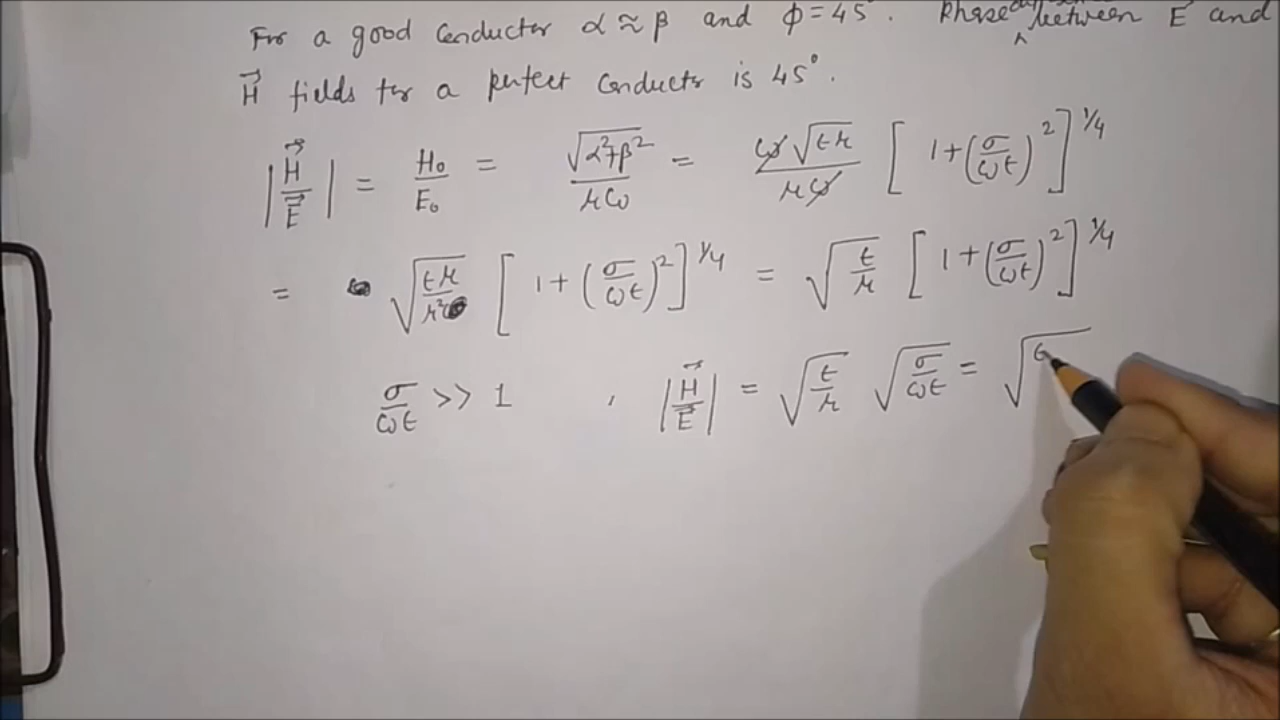 For a good conductor α ≈ β and ϕ = 45°. Phase between E⃗ and
H⃗ fields for a perfect conductor is 45°.
|H⃗/E⃗| = H₀/E₀ = √(α²+β²)/μω = ω√(ϵμ)/μω [1+(σ/ωϵ)²]^1/4
= √(ϵμ/μ²) [1+(σ/ωϵ)²]^1/4 = √(ϵ/μ) [1+(σ/ωϵ)²]^1/4
σ/ωϵ >> 1 , |H⃗/E⃗| = √(ϵ/μ) √(σ/ωϵ) = √ϵ